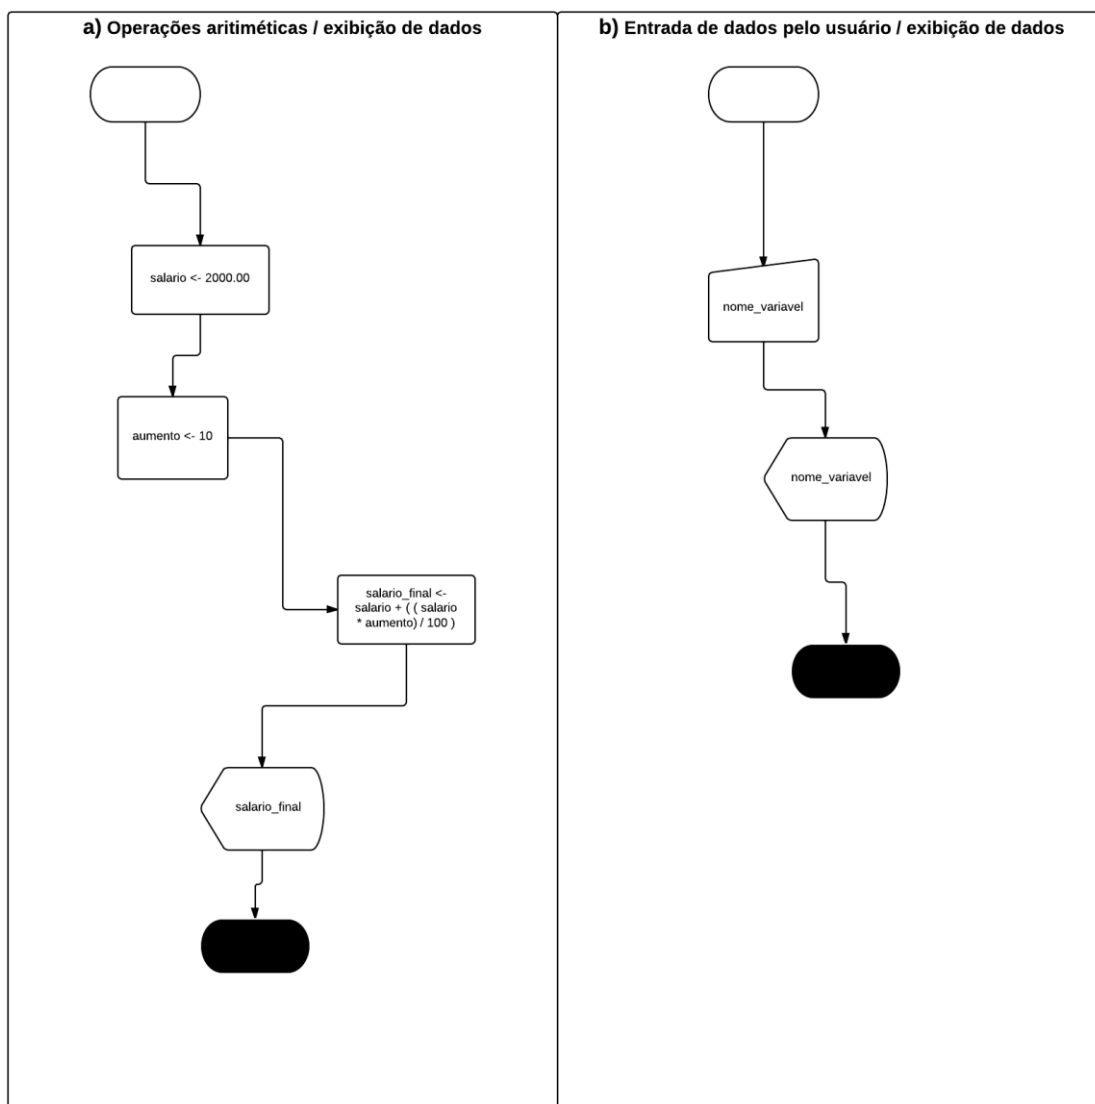 a) Operações aritiméticas / exibição de dados
salario <- 2000.00
aumento <- 10
salario_final <-
salario + ( ( salario
* aumento) / 100 )
salario_final
b) Entrada de dados pelo usuário / exibição de dados
nome_variavel
nome_variavel